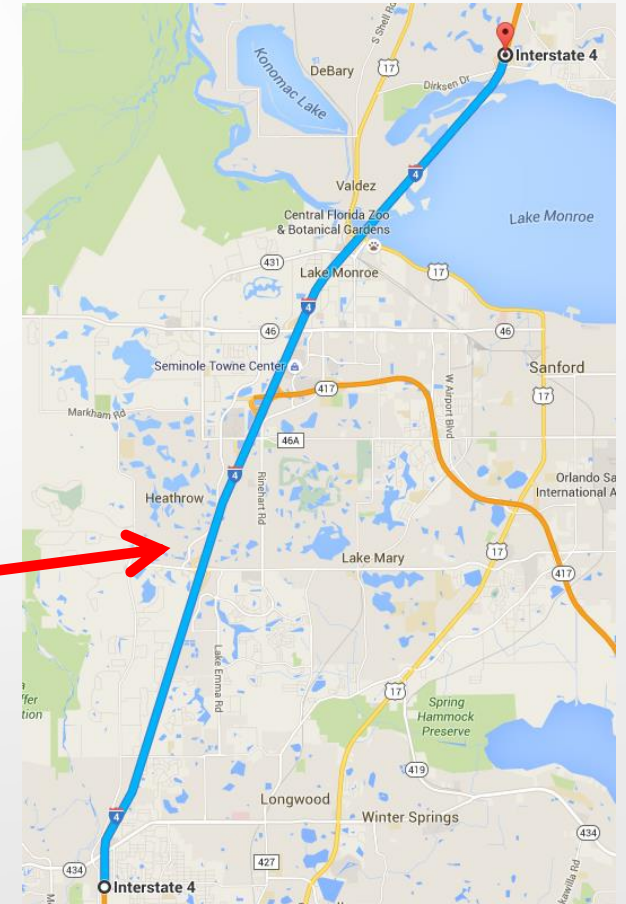 S Shell Rd
Interstate 4
DeBary
17
Konomac Lake
Dirksen Dr
4
Valdez
Central Florida Zoo
& Botanical Gardens
Lake Monroe
431
Lake Monroe
17
4
46
46
Seminole Towne Center
Sanford
417
17
Markham Rd
W Airport Blvd
46A
4
Rinehart Rd
Heathrow
Orlando Sa
International A
Lake Mary
17
417
Lake Emma Rd
17
Spring
Hammock
Preserve
419
Longwood
4
Winter Springs
434
427
434
Interstate 4